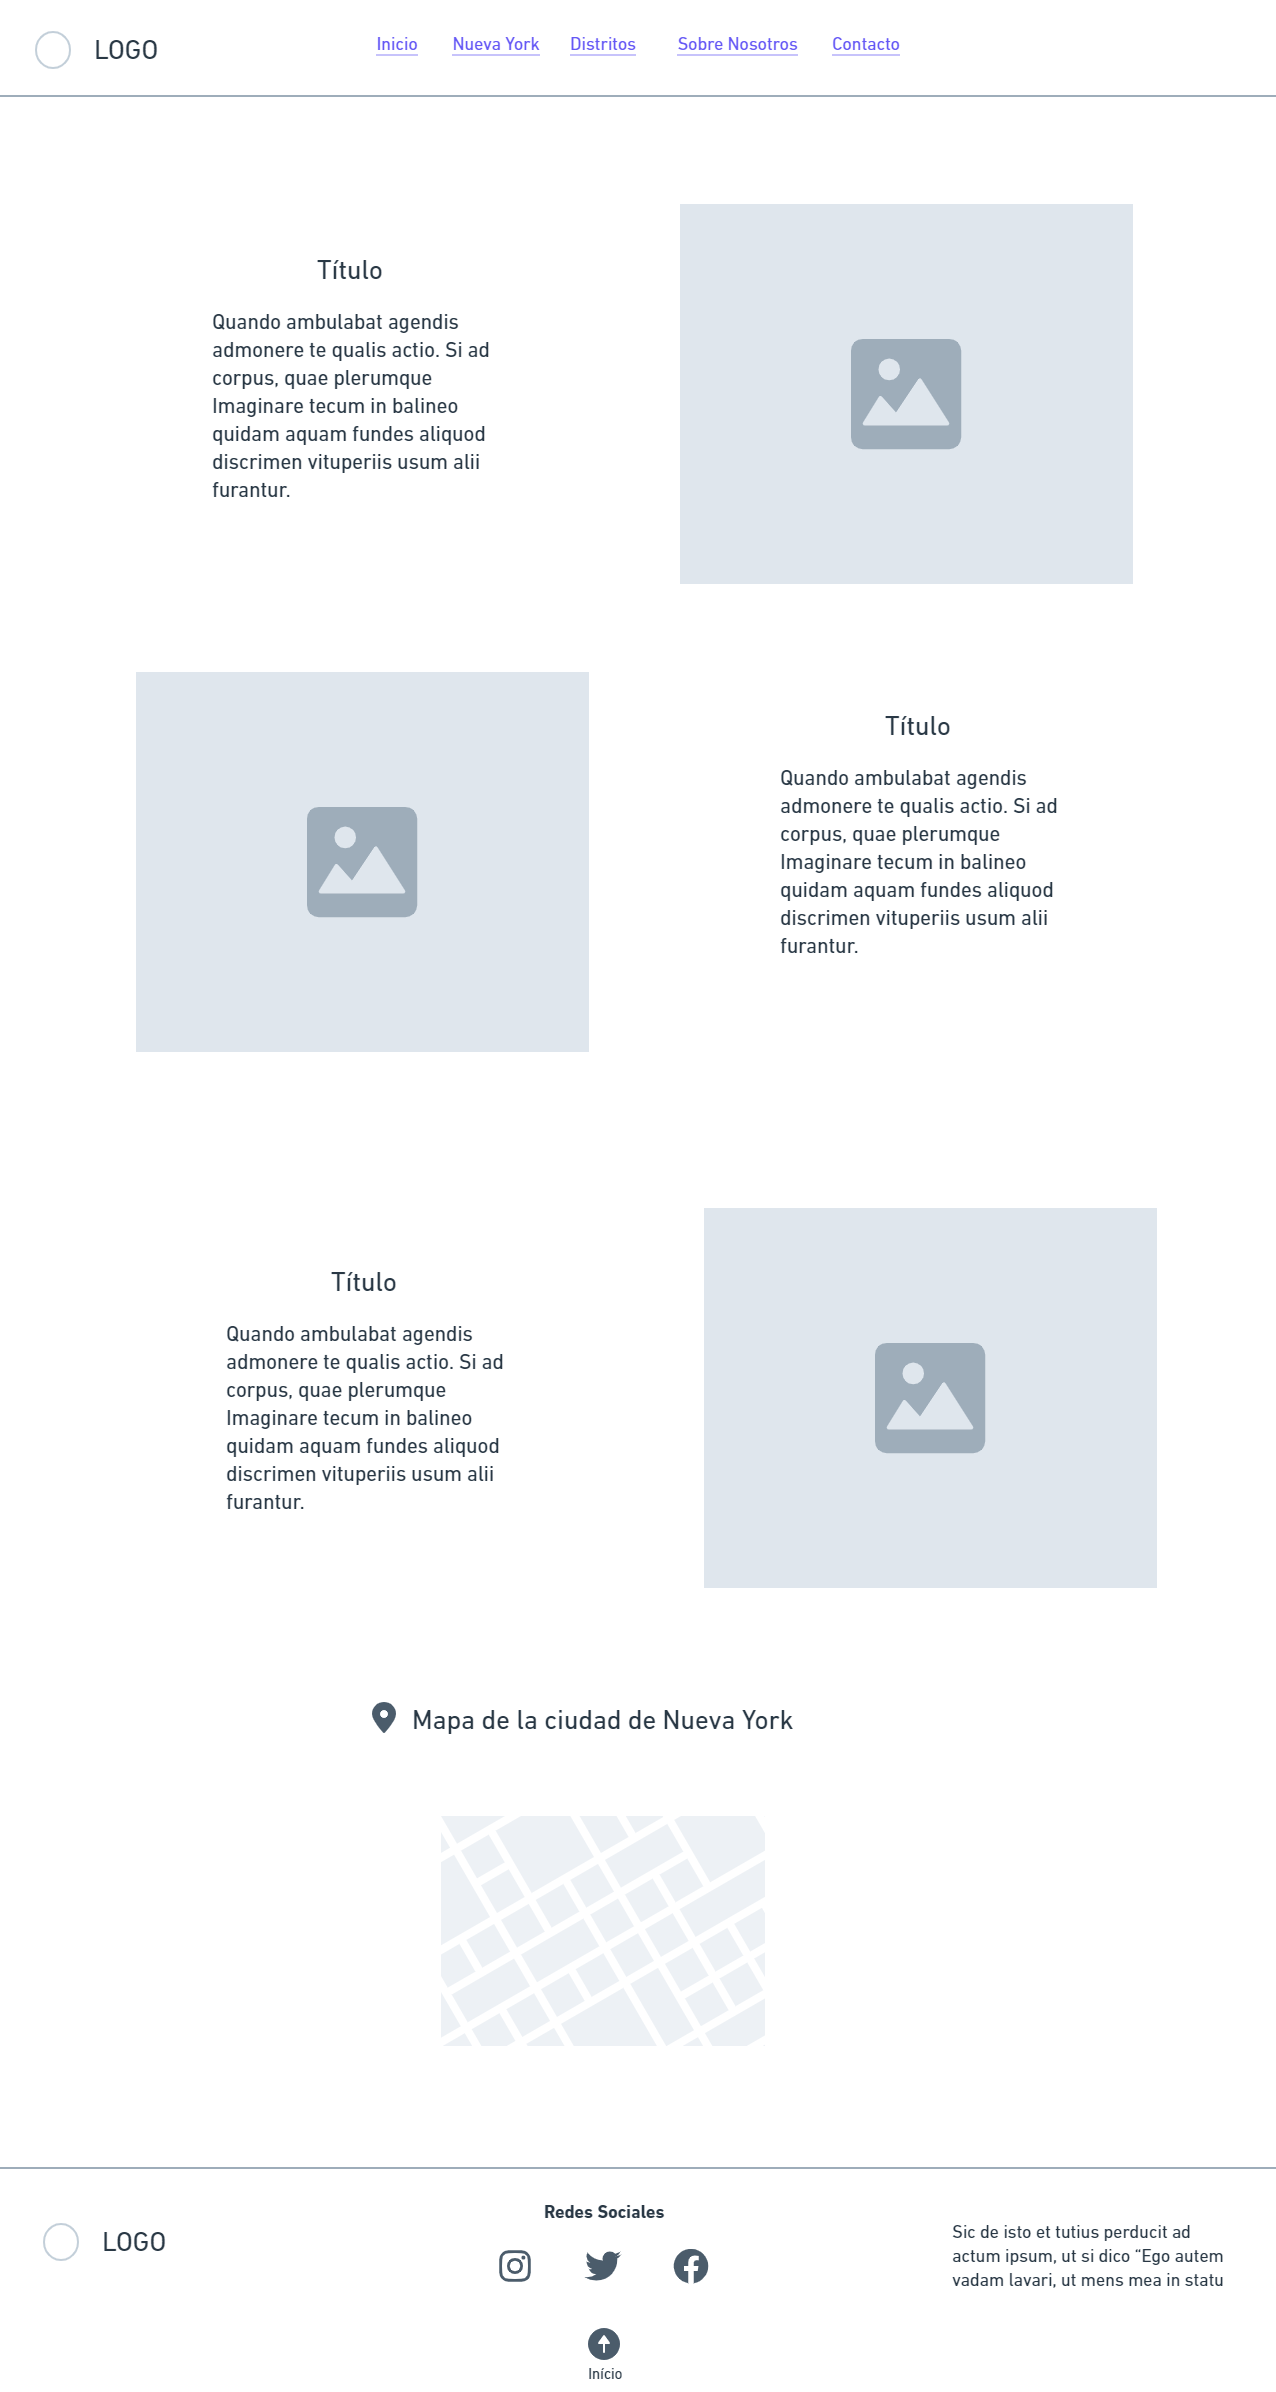 LOGO
Inicio
Nueva York
Distritos
Sobre Nosotros
Contacto
Título
Quando ambulabat agendis
admonere te qualis actio. Si ad
corpus, quae plerumque
Imaginare tecum in balineo
quidam aquam fundes aliquod
discrimen vituperiis usum alii
furantur.
Título
Quando ambulabat agendis
admonere te qualis actio. Si ad
corpus, quae plerumque
Imaginare tecum in balineo
quidam aquam fundes aliquod
discrimen vituperiis usum alii
furantur.
Título
Quando ambulabat agendis
admonere te qualis actio. Si ad
corpus, quae plerumque
Imaginare tecum in balineo
quidam aquam fundes aliquod
discrimen vituperiis usum alii
furantur.
Mapa de la ciudad de Nueva York
LOGO
Redes Sociales
Início
Sic de isto et tutius perducit ad
actum ipsum, ut si dico “Ego autem
vadam lavari, ut mens mea in statu